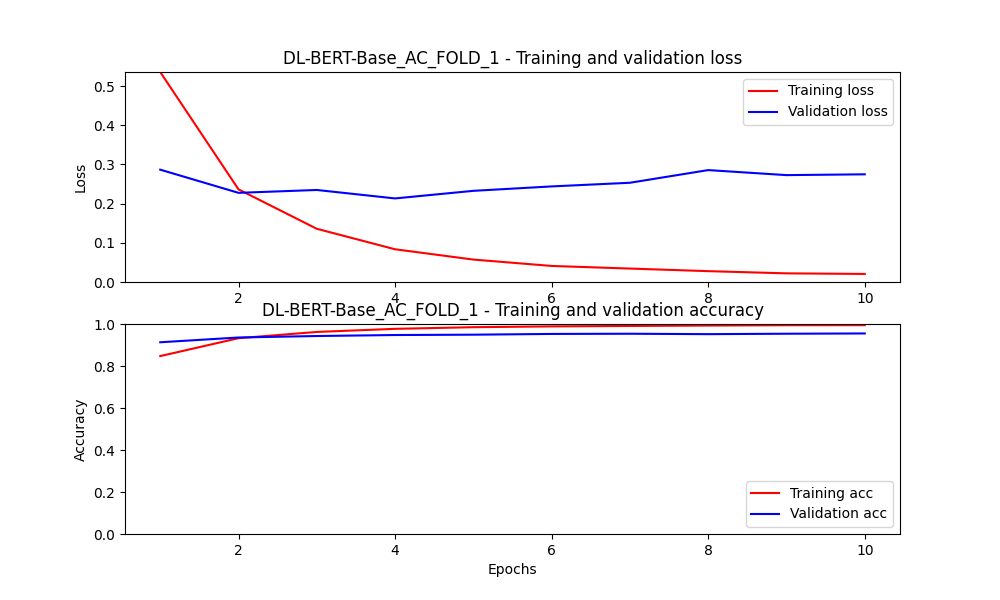 DL-BERT-Base_AC_FOLD_1 - Training and validation loss
0.5
0.4
0.3
0.2
0.1
0.0
Loss
Training loss
Validation loss
2 4 6 8 10
DL-BERT-Base_AC_FOLD_1 - Training and validation accuracy
1.0
0.8
0.6
0.4
0.2
0.0
Accuracy
Training acc
Validation acc
2 4 6 8 10
Epochs